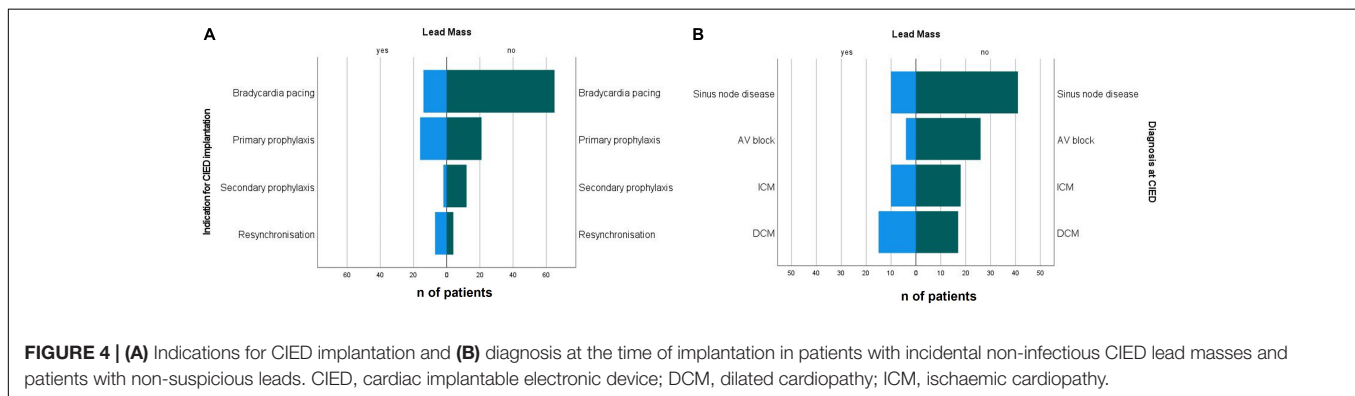 A
Lead Mass
yes no
Indication for CIED implantation
Bradycardia pacing Bradycardia pacing
Primary prophylaxis Primary prophylaxis
Secondary prophylaxis Secondary prophylaxis
Resynchronisation Resynchronisation
60 40 20 0 20 40 60
n of patients
B
Lead Mass
yes no
Sinus node disease Sinus node disease
AV block AV block
ICM ICM
DCM DCM
Diagnosis at CIED
50 40 30 20 10 0 10 20 30 40 50
n of patients
FIGURE 4 | (A) Indications for CIED implantation and (B) diagnosis at the time of implantation in patients with incidental non-infectious CIED lead masses and
patients with non-suspicious leads. CIED, cardiac implantable electronic device; DCM, dilated cardiopathy; ICM, ischaemic cardiopathy.